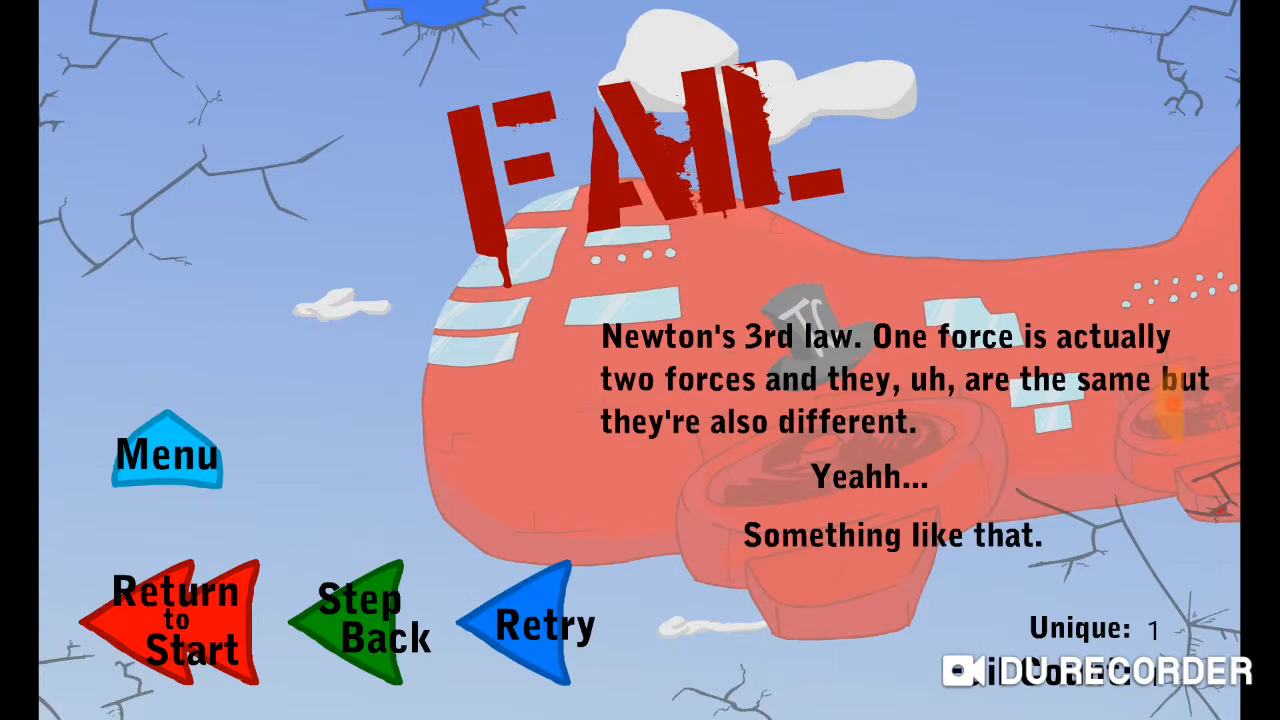 FAIL
TC
Newton's 3rd law. One force is actually
two forces and they, uh, are the same but
they're also different.
Yeahh...
Something like that.
Menu
Return
to
Start
Step
Back
Retry
Unique: 1
DU RECORDER